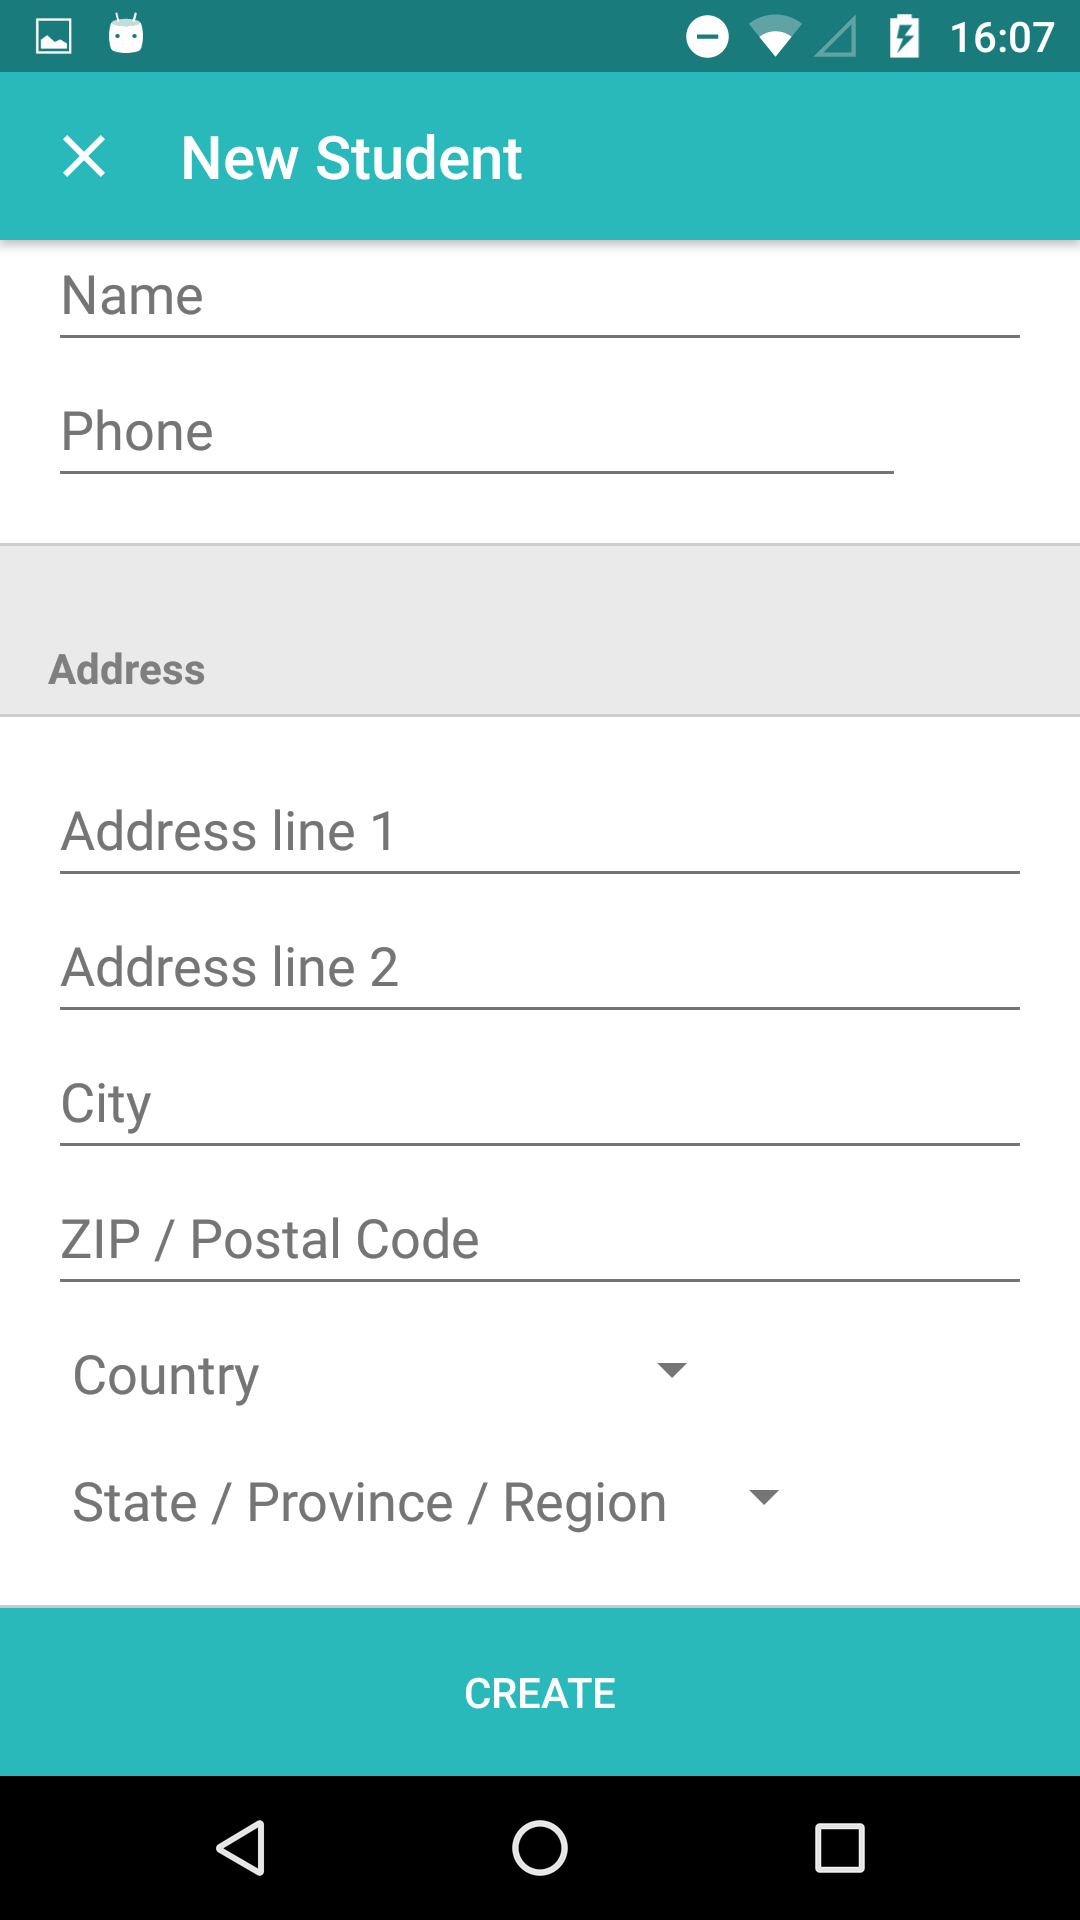 16:07
New Student
Name
Phone
Address
Address line 1
Address line 2
City
ZIP / Postal Code
Country
State / Province / Region
CREATE